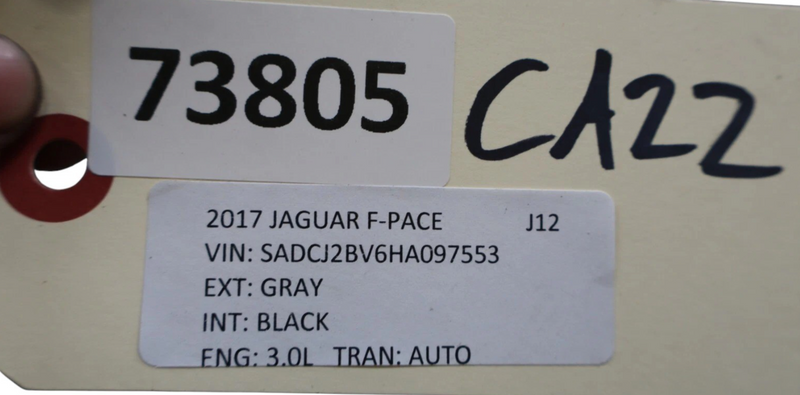 73805
CA22
2017 JAGUAR F-PACE J12
VIN: SADCJ2BV6HA097553
EXT: GRAY
INT: BLACK
ENG: 3.0L TRAN: AUTO